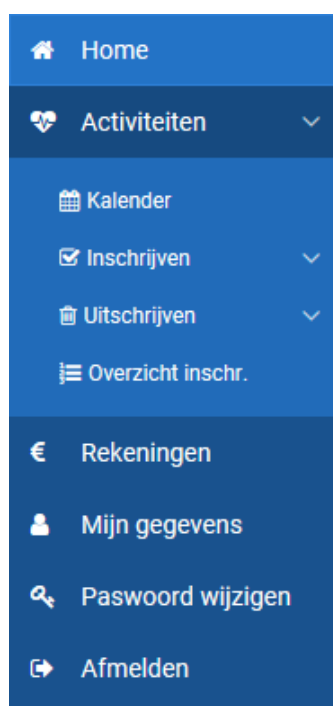 Home
Activiteiten
Kalender
Inschrijven
Uitschrijven
Overzicht inschr.
€ Rekeningen
Mijn gegevens
Paswoord wijzigen
Afmelden